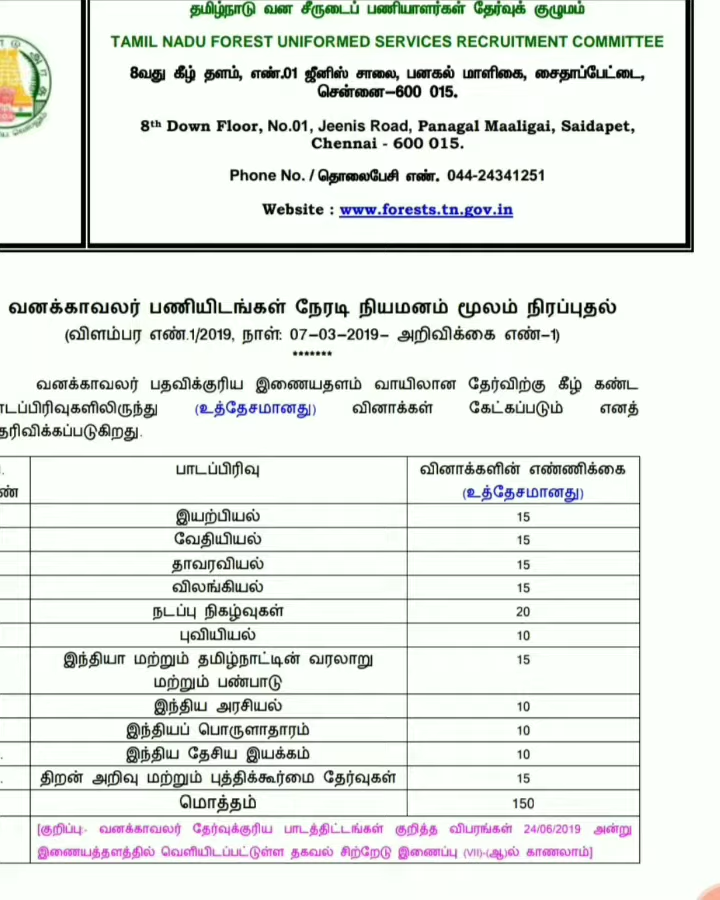 தமிழ்நாடு வன சீருடைப் பணியாளர்கள் தேர்வுக் குழுமம்
TAMIL NADU FOREST UNIFORMED SERVICES RECRUITMENT COMMITTEE
8வது கீழ் தளம், எண்.01 ஜீனிஸ் சாலை, பனகல் மாளிகை, சைதாப்பேட்டை,
சென்னை–600 015.
8th Down Floor, No.01, Jeenis Road, Panagal Maaligai, Saidapet,
Chennai - 600 015.
Phone No. / தொலைபேசி எண். 044-24341251
Website : www.forests.tn.gov.in
வனக்காவலர் பணியிடங்கள் நேரடி நியமனம் மூலம் நிரப்புதல்
(விளம்பர எண்.1/2019, நாள்: 07-03-2019- அறிவிக்கை எண்-1)
*******
வனக்காவலர் பதவிக்குரிய இணையதளம் வாயிலான தேர்விற்கு கீழ் கண்ட
ாடப்பிரிவுகளிலிருந்து (உத்தேசமானது) வினாக்கள் கேட்கப்படும் எனத்
தரிவிக்கப்படுகிறது.
ண் பாடப்பிரிவு வினாக்களின் எண்ணிக்கை
(உத்தேசமானது)
இயற்பியல் 15
வேதியியல் 15
தாவரவியல் 15
விலங்கியல் 15
நடப்பு நிகழ்வுகள் 20
புவியியல் 10
இந்தியா மற்றும் தமிழ்நாட்டின் வரலாறு 15
மற்றும் பண்பாடு
இந்திய அரசியல் 10
இந்தியப் பொருளாதாரம் 10
இந்திய தேசிய இயக்கம் 10
திறன் அறிவு மற்றும் புத்திக்கூர்மை தேர்வுகள் 15
மொத்தம் 150
[குறிப்பு:- வனக்காவலர் தேர்வுக்குரிய பாடத்திட்டங்கள் குறித்த விபரங்கள் 24/06/2019 அன்று
இணையத்தளத்தில் வெளியிடப்பட்டுள்ள தகவல் சிற்றேடு இணைப்பு (VII)-(ஆ)ல் காணலாம்]